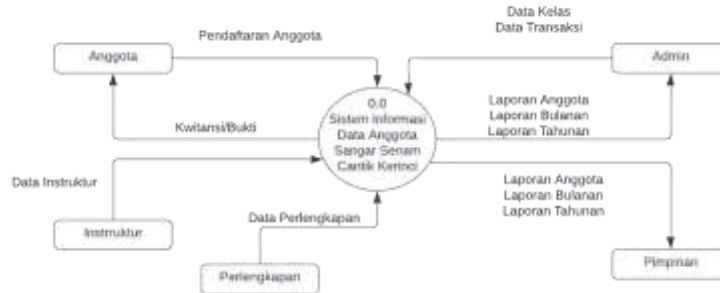 Data Kelas
Data Transaksi
Pendaftaran Anggota
Anggota
Admin
0.0
Sistem Informasi
Data Anggota
Sangar Senam
Cantik Kerinci
Kwitansi/Bukti
Laporan Anggota
Laporan Bulanan
Laporan Tahunan
Data Instruktur
Laporan Anggota
Laporan Bulanan
Laporan Tahunan
Data Perlengkapan
Instrruktur
Pimpinan
Perlengkapan